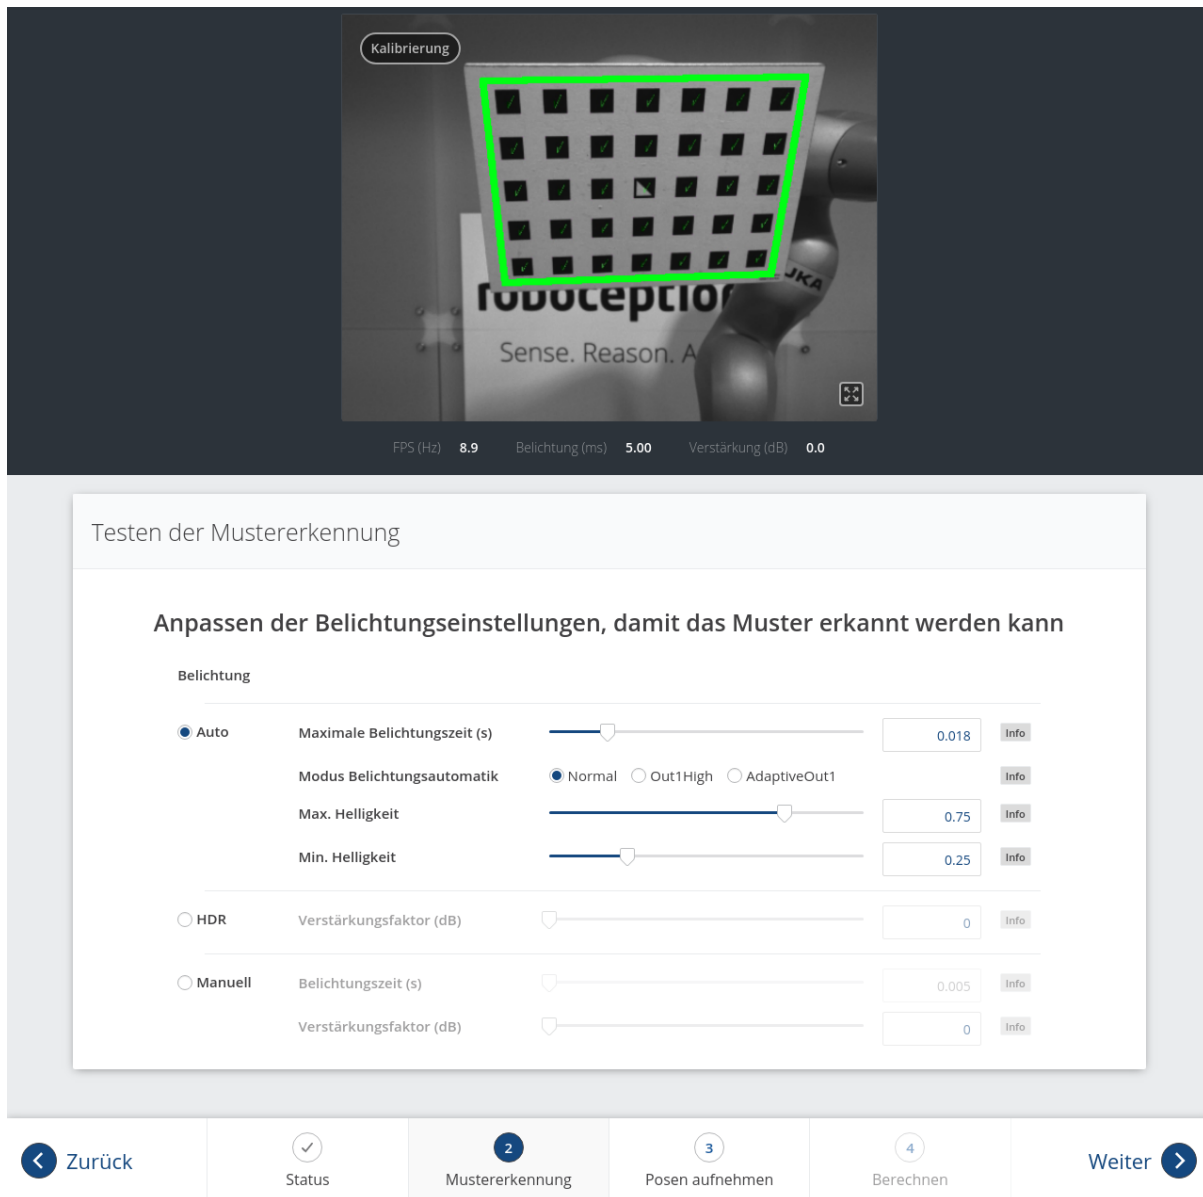 Kalibrierung
KA
roboception
Sense. Reason. A
FPS (Hz) 8.9 Belichtung (ms) 5.00 Verstärkung (dB) 0.0
Testen der Mustererkennung
Anpassen der Belichtungseinstellungen, damit das Muster erkannt werden kann
Belichtung
Auto Maximale Belichtungszeit (s) 0.018 Info
Modus Belichtungsautomatik Normal Out1High AdaptiveOut1 Info
Max. Helligkeit 0.75 Info
Min. Helligkeit 0.25 Info
HDR Verstärkungsfaktor (dB) 0 Info
Manuell Belichtungszeit (s) 0.005 Info
Verstärkungsfaktor (dB) 0 Info
Zurück
2 3 4
Status Mustererkennung Posen aufnehmen Berechnen
Weiter